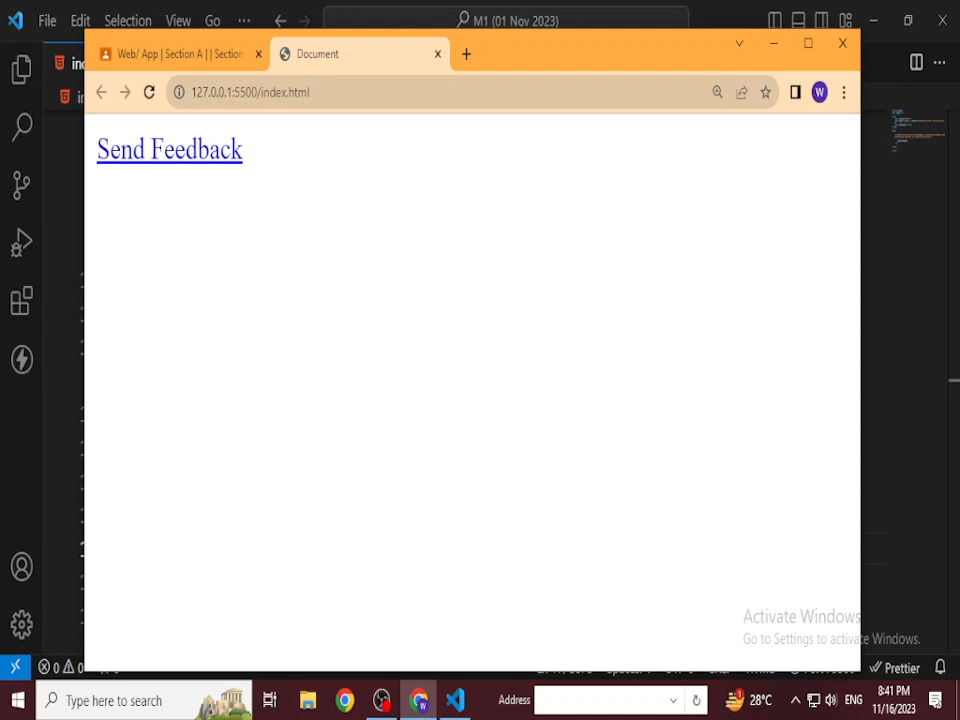 File Edit Selection View Go ... M1 (01 Nov 2023)
Web/ App | Section A | | Section
Document
127.0.0.1:5500/index.html
W
Send Feedback
Activate Windows
Go to Settings to activate Windows.
0 0
Prettier
Type here to search
Address
28°C
ENG
8:41 PM
11/16/2023